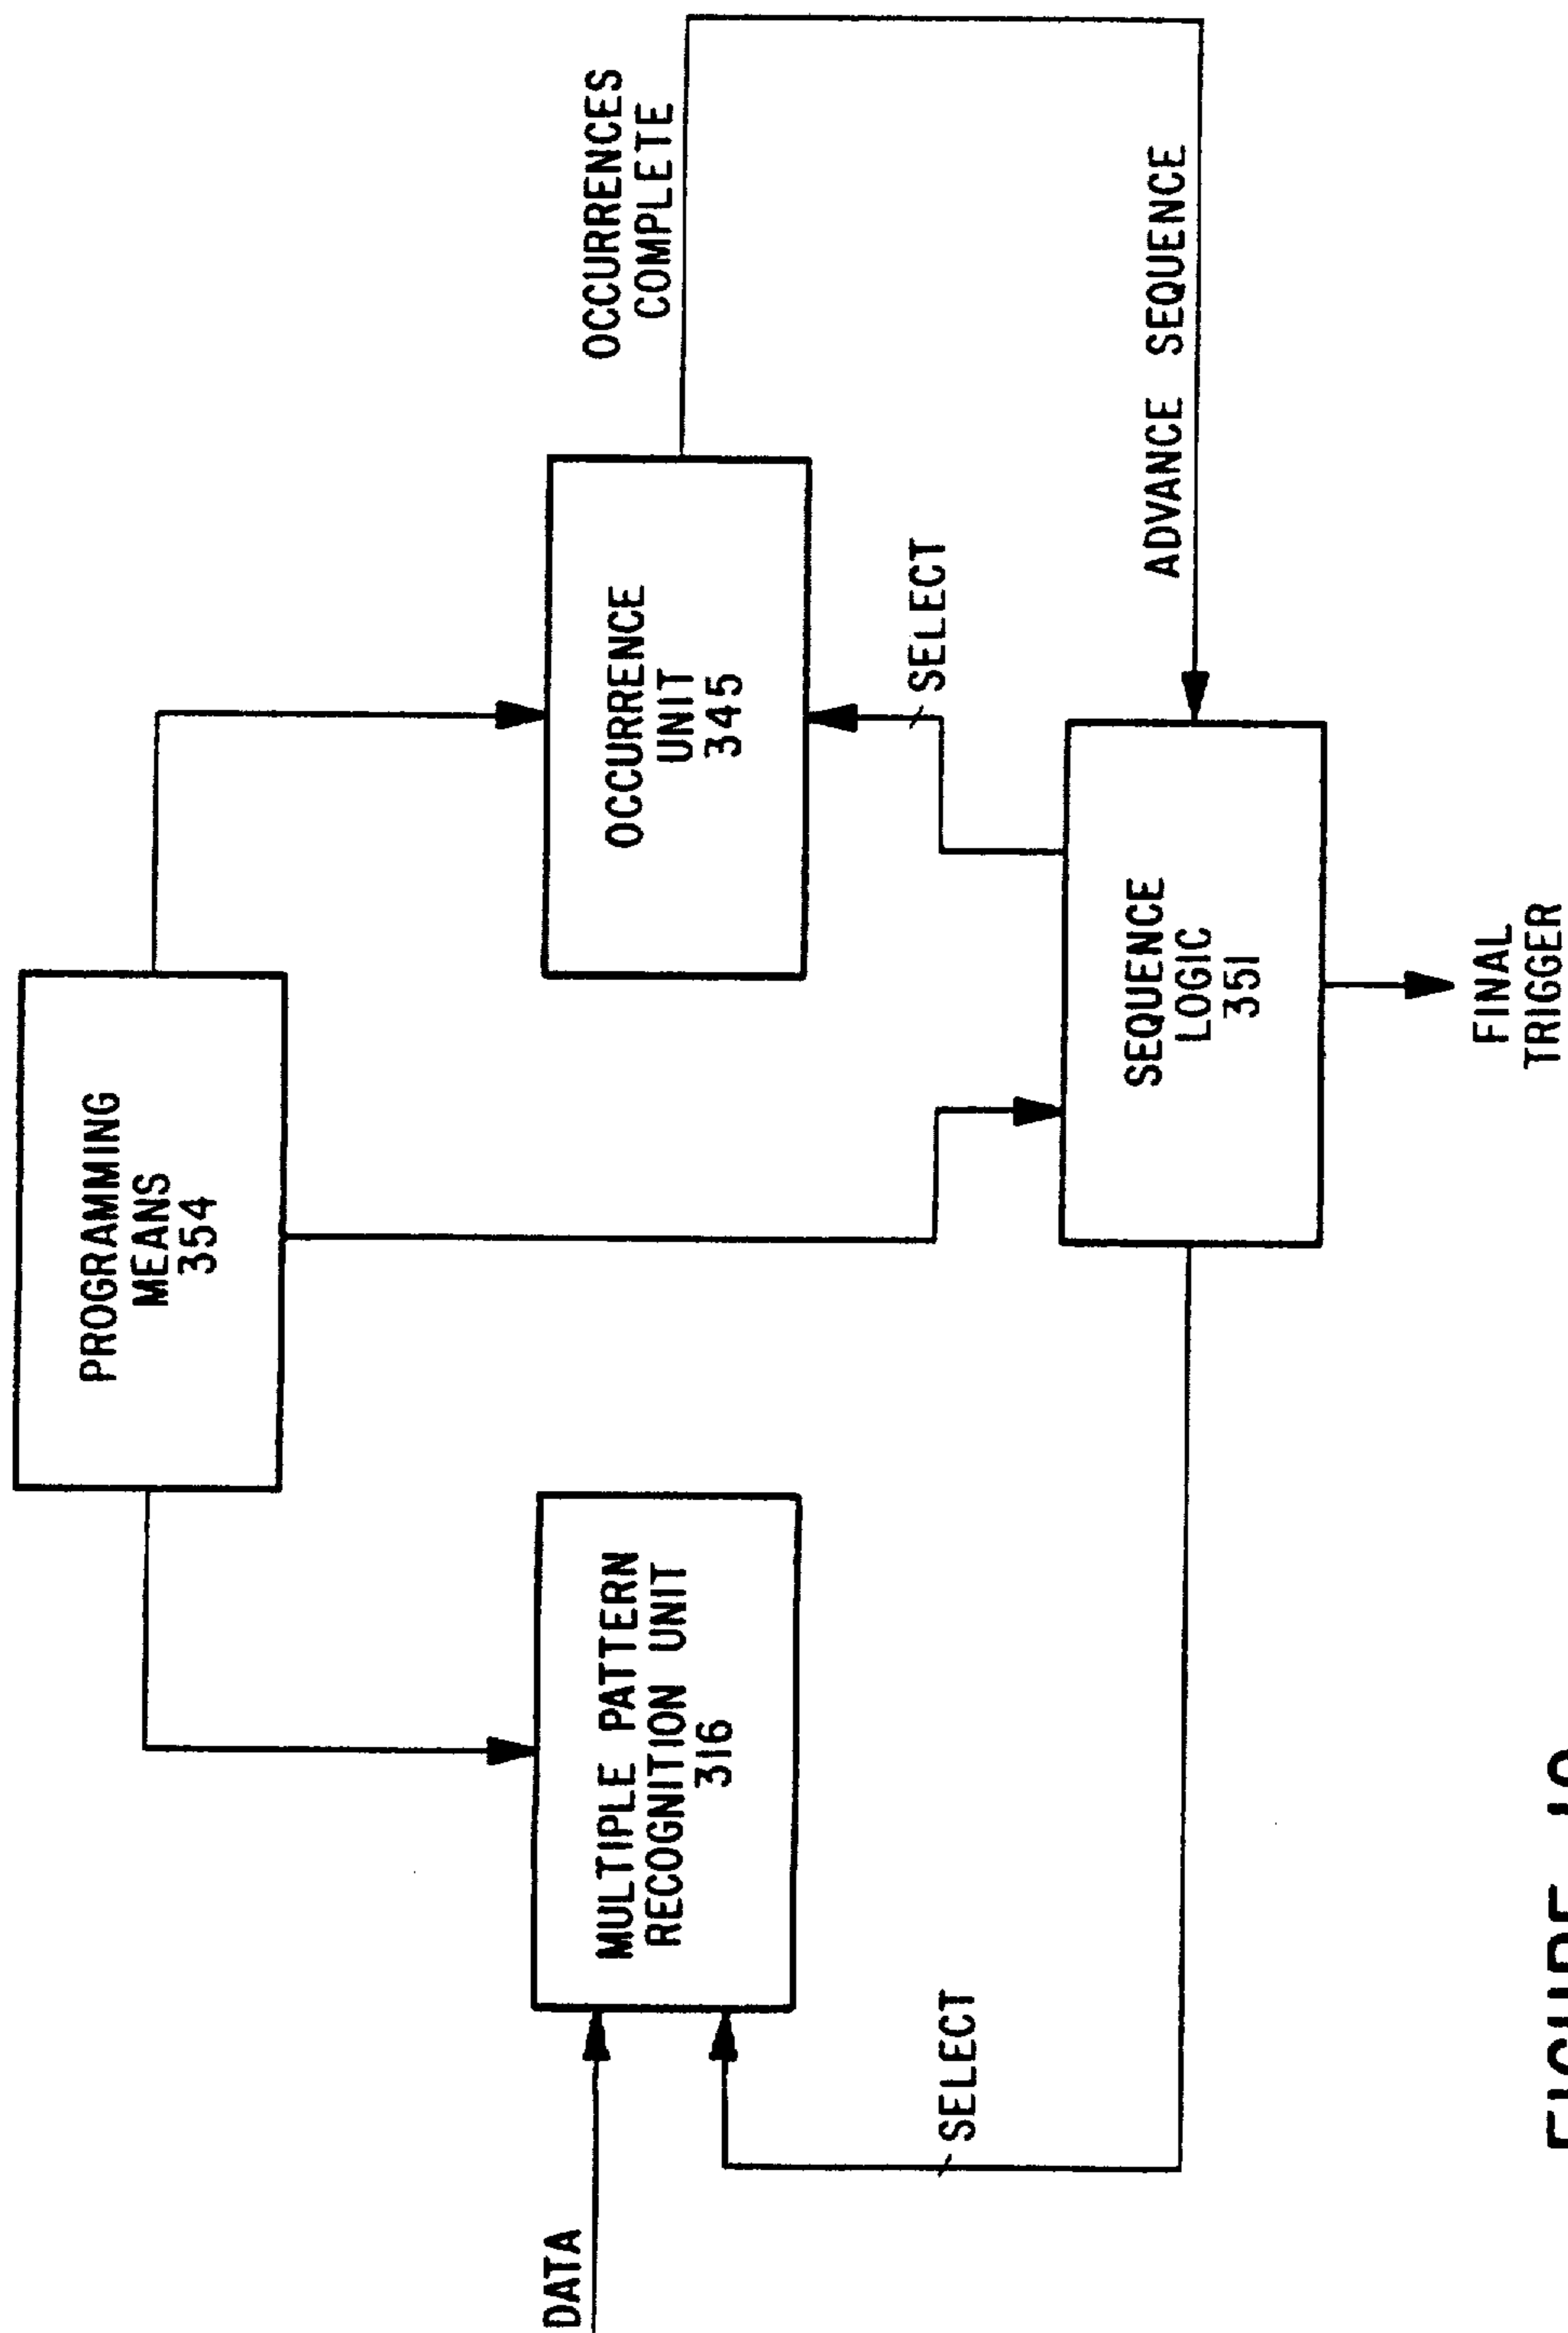 PROGRAMMING
MEANS
354
DATA
MULTIPLE PATTERN
RECOGNITION UNIT
316
OCCURRENCE
UNIT
345
OCCURRENCES
COMPLETE
SELECT
SELECT
SEQUENCE
LOGIC
351
ADVANCE SEQUENCE
FINAL
TRIGGER
FIGURE